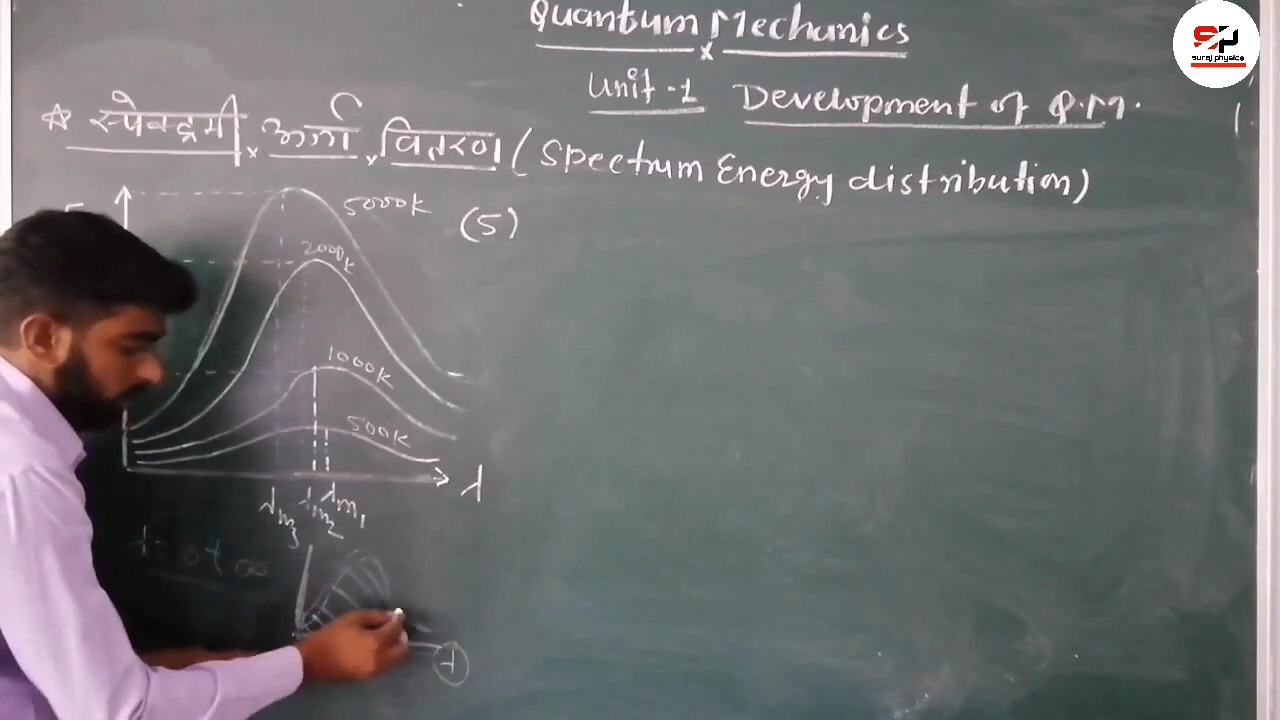 Quantum Mechanics
SP
suraj physics
Unit-1 Development of Q.M.
☆ स्पेक्ट्रमी ऊर्जा वितरण (Spectrum Energy distribution)
5000K (5)
2000K
1000K
500K
λ
λm3 λm2 λm1
λ